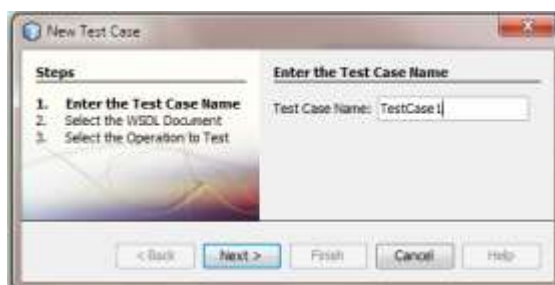 New Test Case
Steps
1. Enter the Test Case Name
2. Select the WSDL Document
3. Select the Operation to Test
Enter the Test Case Name
Test Case Name: TestCase1
< Back Next > Finish Cancel Help